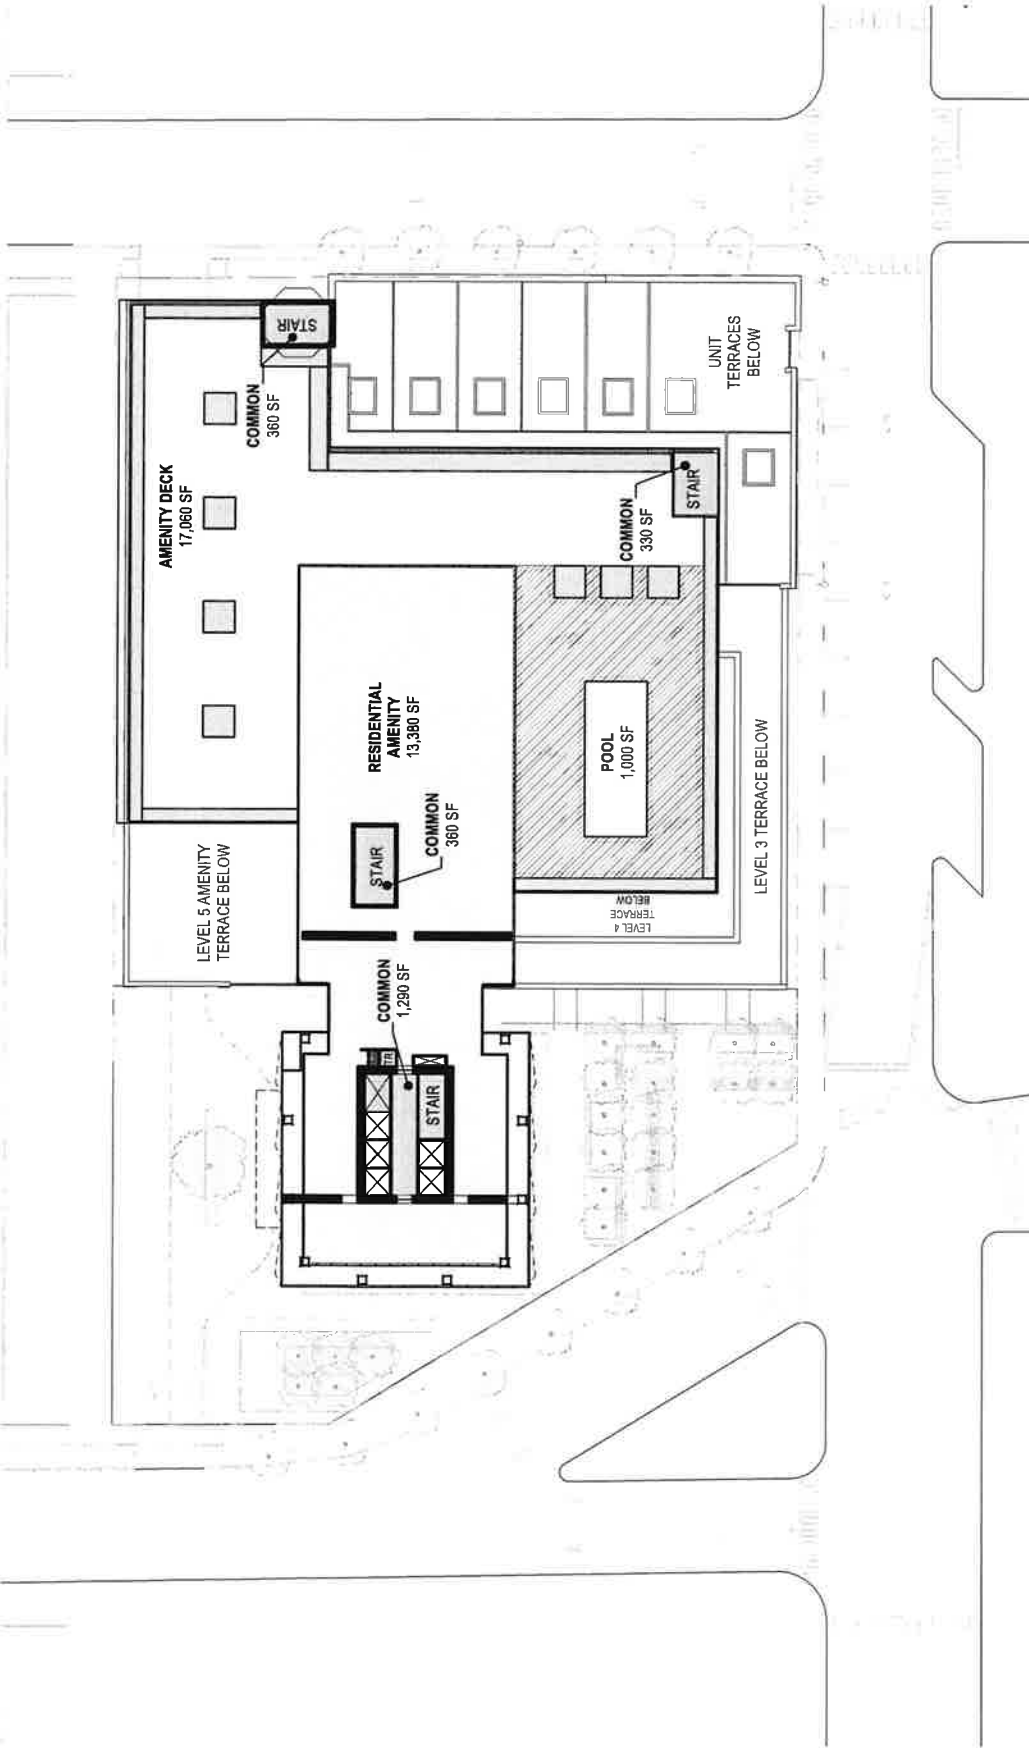 STAIR
COMMON
360 SF
UNIT
TERRACES
BELOW
AMENITY DECK
17,060 SF
COMMON
330 SF
STAIR
RESIDENTIAL
AMENITY
13,380 SF
POOL
1,000 SF
LEVEL 3 TERRACE BELOW
STAIR
COMMON
360 SF
LEVEL 5 AMENITY
TERRACE BELOW
LEVEL 4
TERRACE
BELOW
COMMON
1,290 SF
TR
STAIR